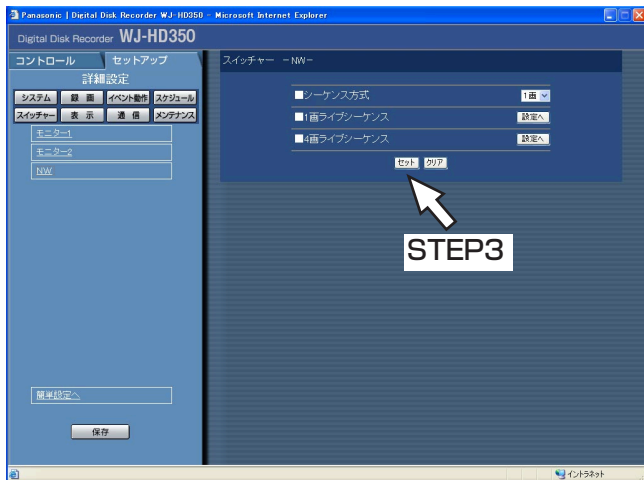 Panasonic | Digital Disk Recorder WJ-HD350 - Microsoft Internet Explorer
Digital Disk Recorder WJ-HD350
コントロール セットアップ
詳細設定
システム 録画 イベント動作 スケジュール
スイッチャー 表示 通信 メンテナンス
モニター1
モニター2
NW
簡単設定へ
保存
スイッチャー -NW-
■シーケンス方式 1画
■1画ライブシーケンス 設定へ
■4画ライブシーケンス 設定へ
セット クリア
STEP3
イントラネット